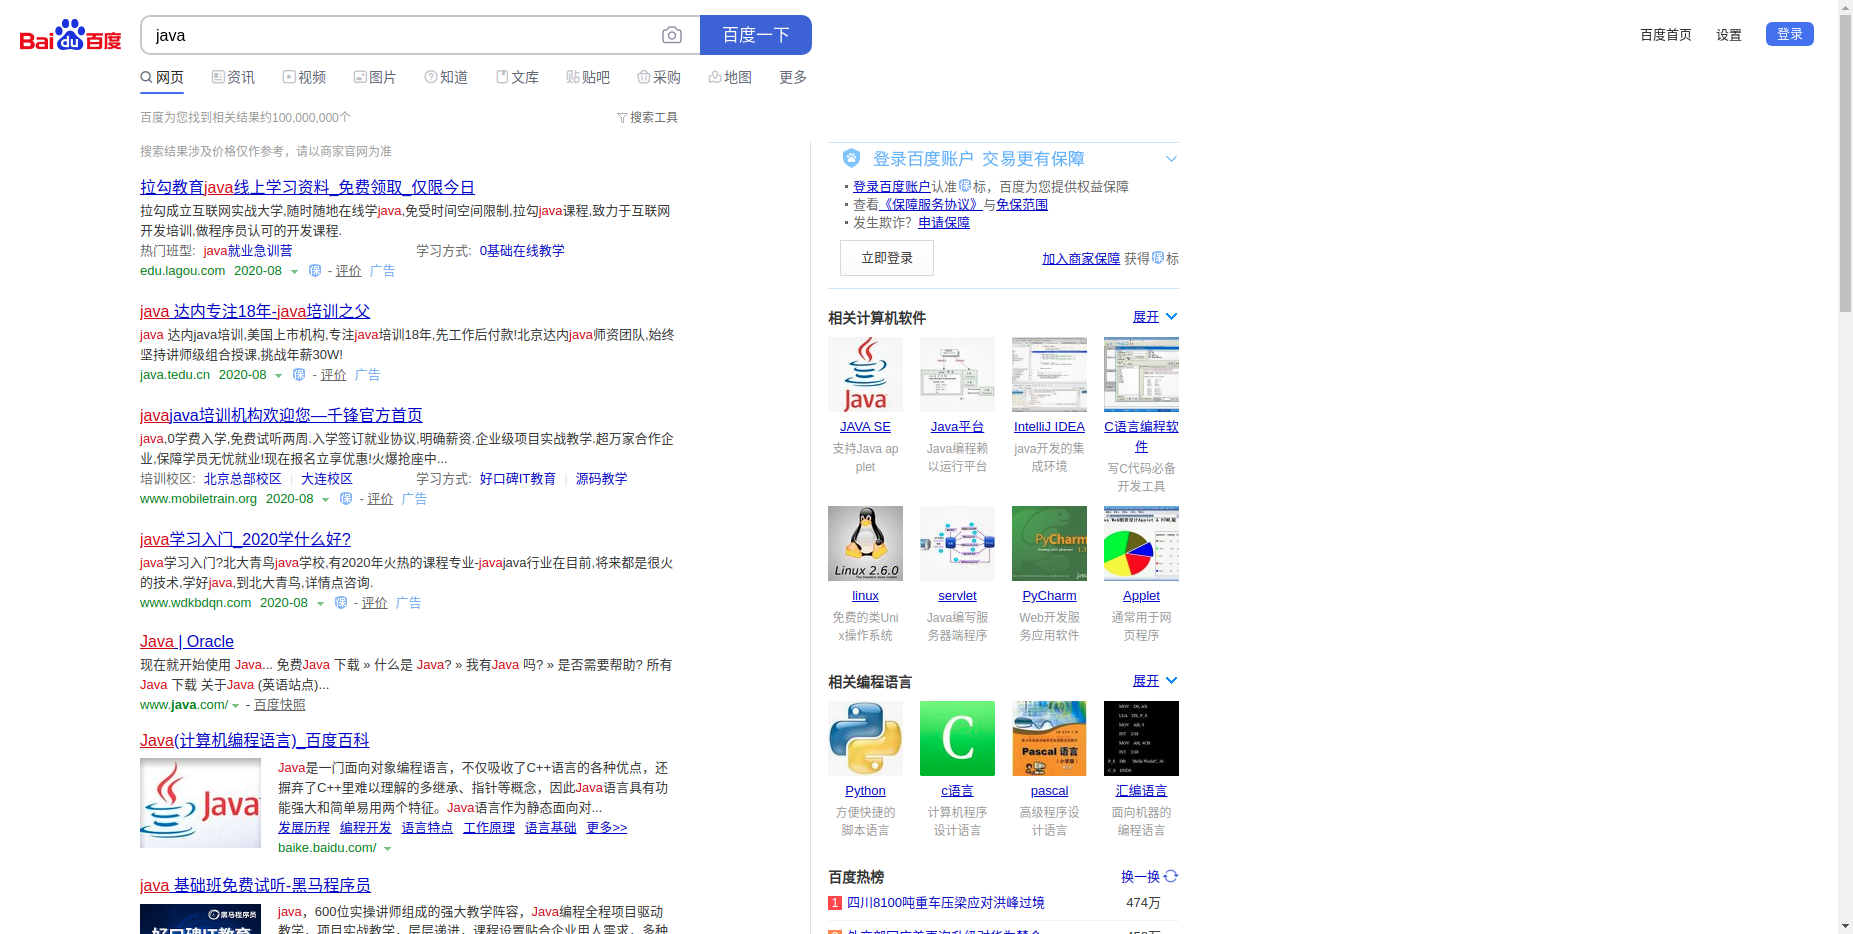 Bai du 百度
java
百度一下
百度首页 设置 登录
网页 资讯 视频 图片 知道 文库 贴吧 采购 地图 更多
百度为您找到相关结果约100,000,000个
搜索工具
搜索结果涉及价格仅作参考，请以商家官网为准
拉勾教育java线上学习资料_免费领取_仅限今日
拉勾成立互联网实战大学,随时随地在线学java,免受时间空间限制,拉勾java课程,致力于互联网
开发培训,做程序员认可的开发课程.
热门班型: java就业急训营 学习方式: 0基础在线教学
edu.lagou.com 2020-08 保 - 评价 广告
java 达内专注18年-java培训之父
java 达内java培训,美国上市机构,专注java培训18年,先工作后付款!北京达内java师资团队,始终
坚持讲师级组合授课,挑战年薪30W!
java.tedu.cn 2020-08 保 - 评价 广告
javajava培训机构欢迎您—千锋官方首页
java,0学费入学,免费试听两周.入学签订就业协议,明确薪资.企业级项目实战教学.超万家合作企
业,保障学员无忧就业!现在报名立享优惠!火爆抢座中...
培训校区: 北京总部校区 | 大连校区 学习方式: 好口碑IT教育 | 源码教学
www.mobiletrain.org 2020-08 保 - 评价 广告
java学习入门_2020学什么好?
java学习入门?北大青鸟java学校,有2020年火热的课程专业-javajava行业在目前,将来都是很火
的技术,学好java,到北大青鸟,详情点咨询.
www.wdkbdqn.com 2020-08 保 - 评价 广告
Java | Oracle
现在就开始使用 Java... 免费Java 下载 » 什么是 Java? » 我有Java 吗? » 是否需要帮助? 所有
Java 下载 关于Java (英语站点)...
www.java.com/ - 百度快照
Java(计算机编程语言)_百度百科
Java
Java是一门面向对象编程语言，不仅吸收了C++语言的各种优点，还
摒弃了C++里难以理解的多继承、指针等概念，因此Java语言具有功
能强大和简单易用两个特征。Java语言作为静态面向对...
发展历程 编程开发 语言特点 工作原理 语言基础 更多>>
baike.baidu.com/
java 基础班免费试听-黑马程序员
黑马程序员
好口碑IT教育
java，600位实操讲师组成的强大教学阵容，Java编程全程项目驱动
教学，项目实战教学，层层递进，课程设置贴合企业用人需求，多种
登录百度账户 交易更有保障
登录百度账户认准保标，百度为您提供权益保障
查看《保障服务协议》与免保范围
发生欺诈？申请保障
立即登录 加入商家保障 获得保标
相关计算机软件 展开
Java
JAVA SE Java平台 IntelliJ IDEA C语言编程软
件
支持Java ap Java编程赖 java开发的集 写C代码必备
plet 以运行平台 成环境 开发工具
Linux 2.6.0
PyCharm
linux servlet PyCharm Applet
免费的类Uni Java编写服 Web开发服 通常用于网
x操作系统 务器端程序 务应用软件 页程序
相关编程语言 展开
C
Pascal 语言
Python c语言 pascal 汇编语言
方便快捷的 计算机程序 高级程序设 面向机器的
脚本语言 设计语言 计语言 编程语言
百度热榜 换一换
1 四川8100吨重车压梁应对洪峰过境 474万